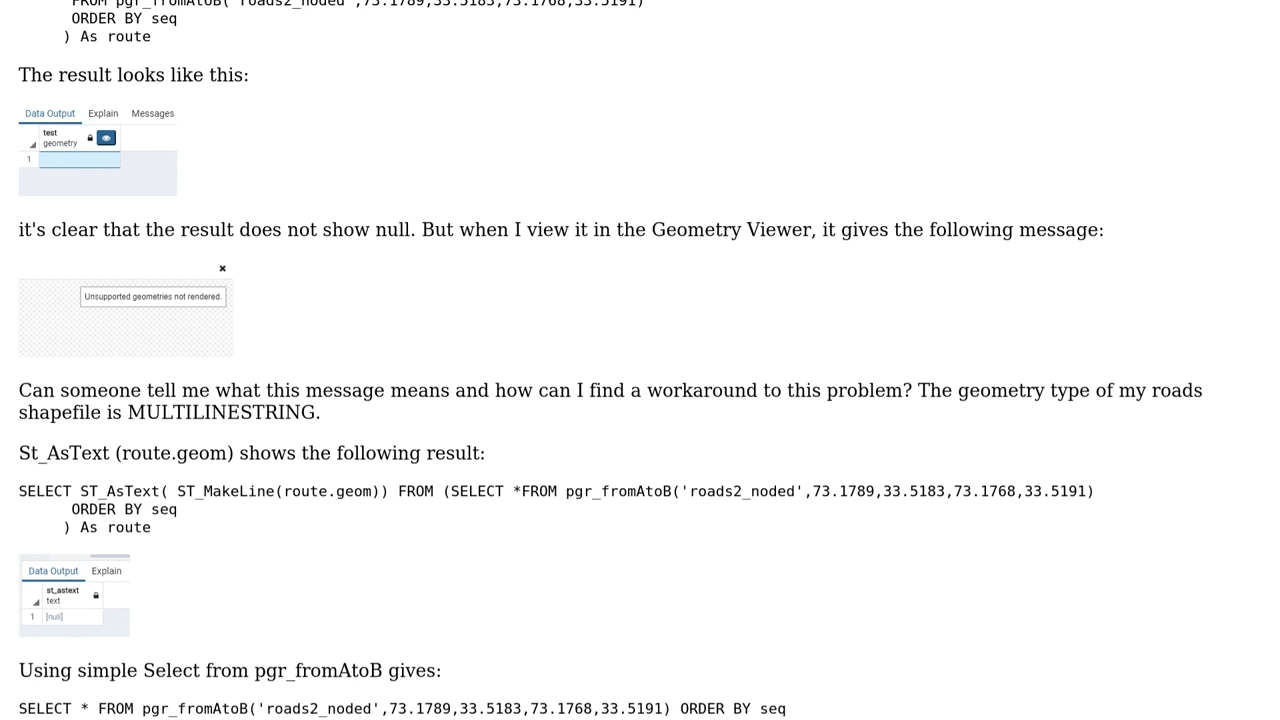 FROM pgr_fromAtoB('roads2_noded',73.1789,33.5183,73.1768,33.5191)
ORDER BY seq
) As route
The result looks like this:
Data Output Explain Messages
test
geometry
1
it's clear that the result does not show null. But when I view it in the Geometry Viewer, it gives the following message:
×
Unsupported geometries not rendered.
Can someone tell me what this message means and how can I find a workaround to this problem? The geometry type of my roads
shapefile is MULTILINESTRING.
St_AsText (route.geom) shows the following result:
SELECT ST_AsText( ST_MakeLine(route.geom)) FROM (SELECT *FROM pgr_fromAtoB('roads2_noded',73.1789,33.5183,73.1768,33.5191)
ORDER BY seq
) As route
Data Output Explain
st_astext
text
1 [null]
Using simple Select from pgr_fromAtoB gives:
SELECT * FROM pgr_fromAtoB('roads2_noded',73.1789,33.5183,73.1768,33.5191) ORDER BY seq